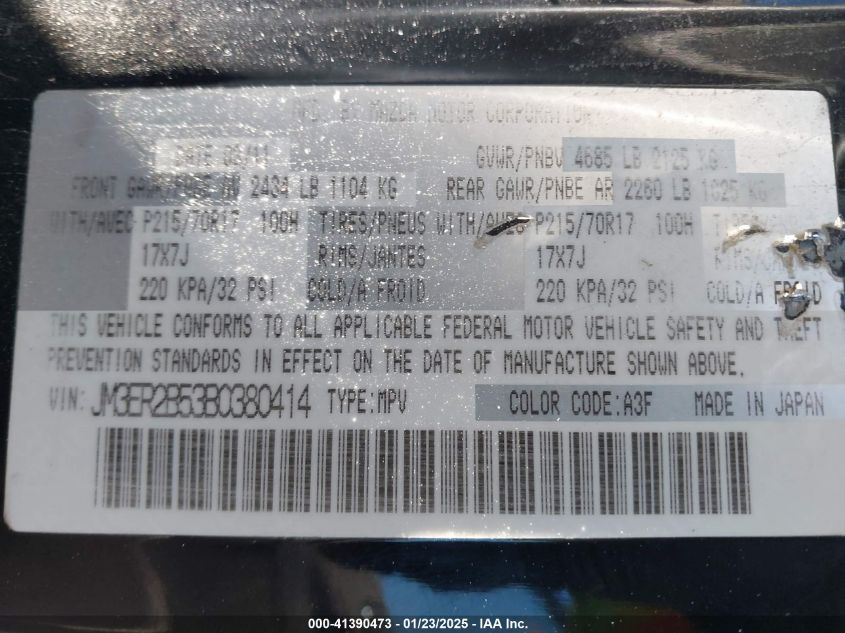 MFD. BY MAZDA MOTOR CORPORATION
DATE GVWR/PNBV 4685 LB 2125 KG
FRONT GAWR/PNBE AV 2434 LB 1104 KG REAR GAWR/PNBE AR 2260 LB 1025 KG
WITH/AVEC P215/70R17 100H TIRES/PNEUS WITH/AVEC P215/70R17 100H
17X7J RIMS/JANTES 17X7J
220 KPA/32 PSI COLD/A FROID 220 KPA/32 PSI COLD/A FROID
THIS VEHICLE CONFORMS TO ALL APPLICABLE FEDERAL MOTOR VEHICLE SAFETY AND THEFT
PREVENTION STANDARDS IN EFFECT ON THE DATE OF MANUFACTURE SHOWN ABOVE.
VIN: JM3ER2B53B0380414 TYPE:MPV COLOR CODE:A3F MADE IN JAPAN
000-41390473 - 01/23/2025 - IAA Inc.